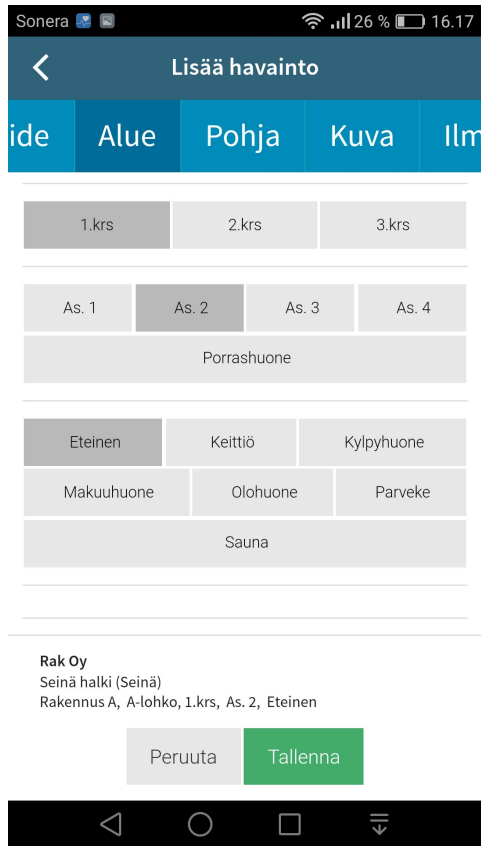 Sonera 26 % 16.17
Lisää havainto
ide Alue Pohja Kuva Ilm
1.krs 2.krs 3.krs
As. 1 As. 2 As. 3 As. 4
Porrashuone
Eteinen Keittiö Kylpyhuone
Makuuhuone Olohuone Parveke
Sauna
Rak Oy
Seinä halki (Seinä)
Rakennus A, A-lohko, 1.krs, As. 2, Eteinen
Peruuta Tallenna